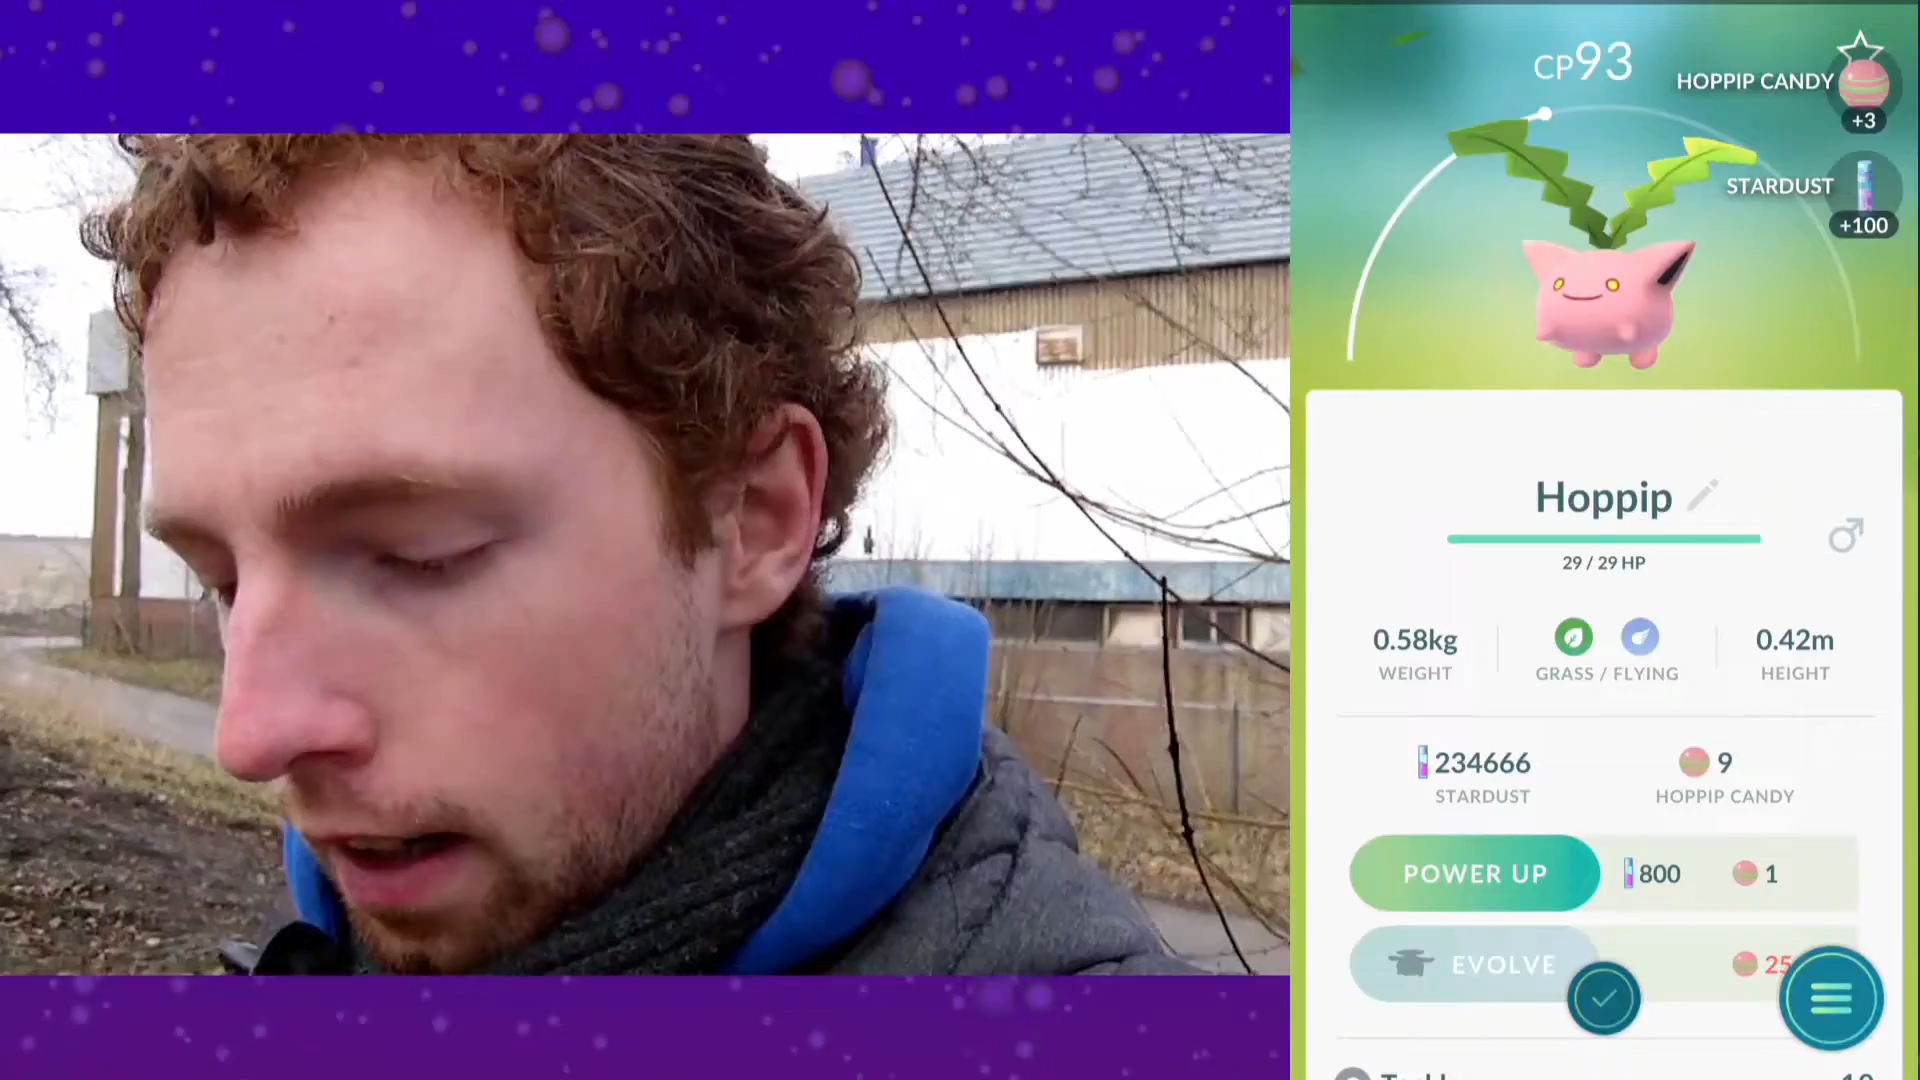 CP93
HOPPIP CANDY
+3
STARDUST
+100
Hoppip
29 / 29 HP
0.58kg
WEIGHT
GRASS / FLYING
0.42m
HEIGHT
234666
STARDUST
9
HOPPIP CANDY
POWER UP 800 1
EVOLVE 25